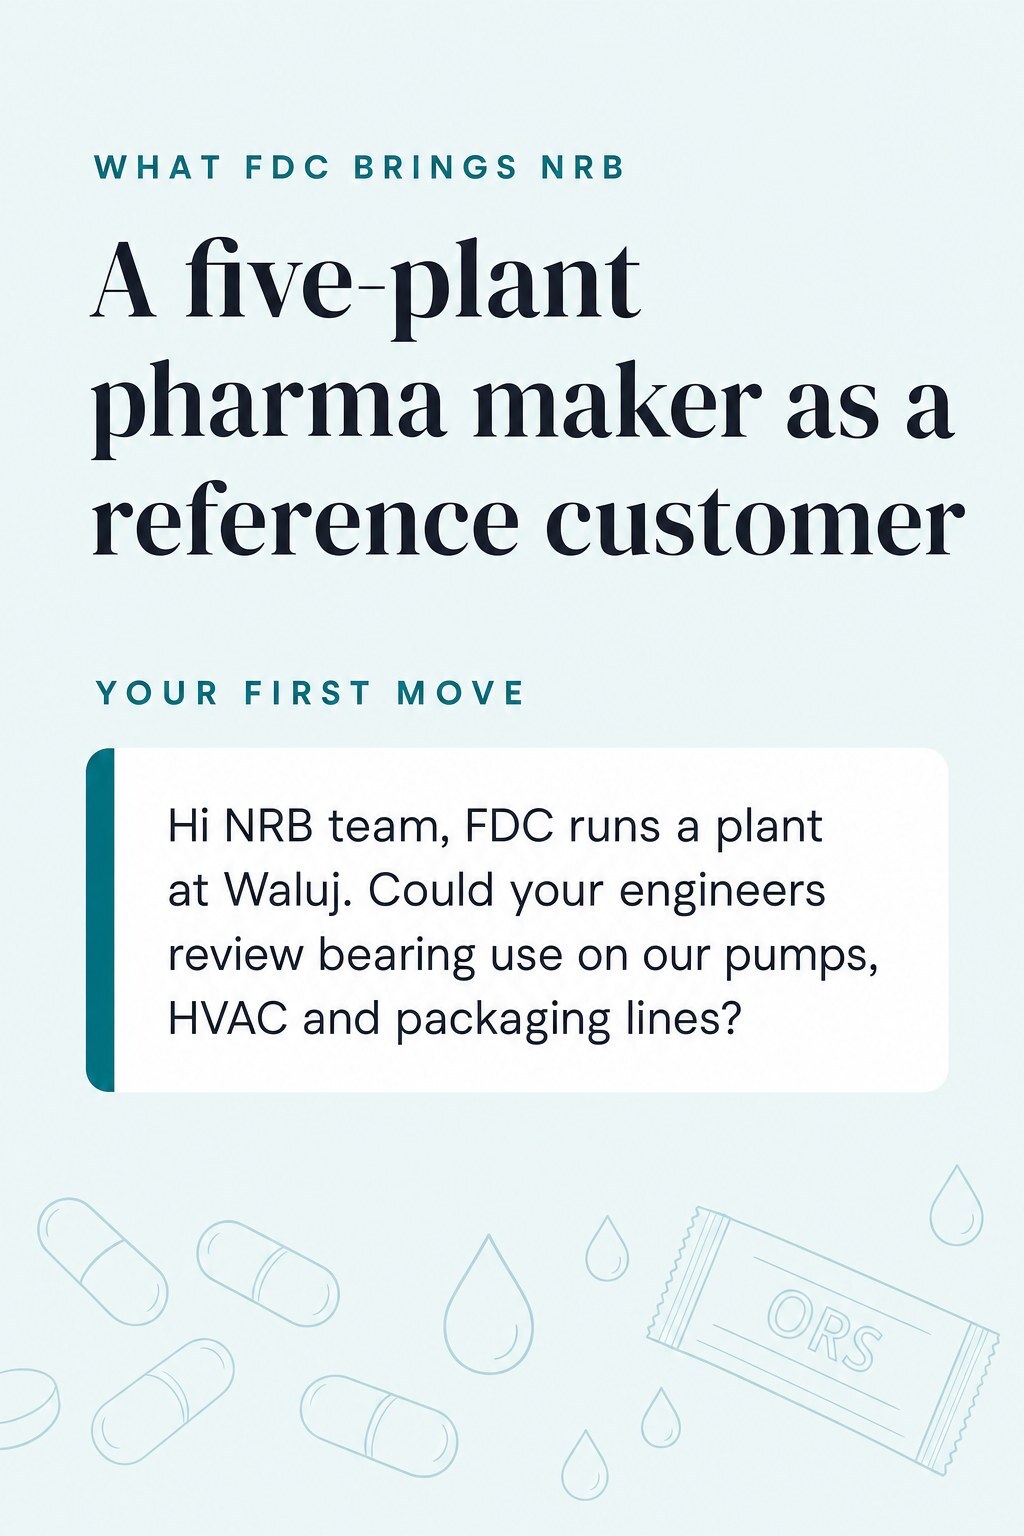 WHAT FDC BRINGS NRB
A five-plant
pharma maker as a
reference customer
YOUR FIRST MOVE
Hi NRB team, FDC runs a plant
at Waluj. Could your engineers
review bearing use on our pumps,
HVAC and packaging lines?
ORS